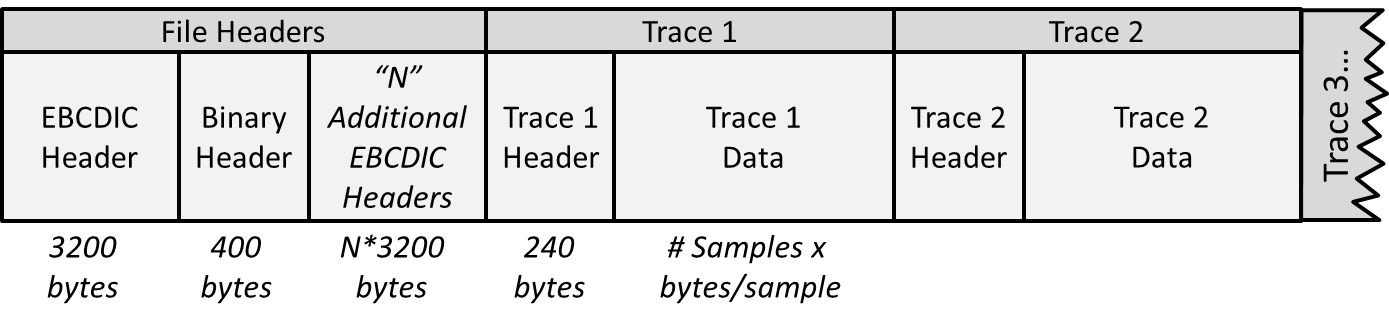 File Headers
Trace 1
Trace 2
Trace 3...
EBCDIC
Header
Binary
Header
“N”
Additional
EBCDIC
Headers
Trace 1
Header
Trace 1
Data
Trace 2
Header
Trace 2
Data
3200
bytes
400
bytes
N*3200
bytes
240
bytes
# Samples x
bytes/sample